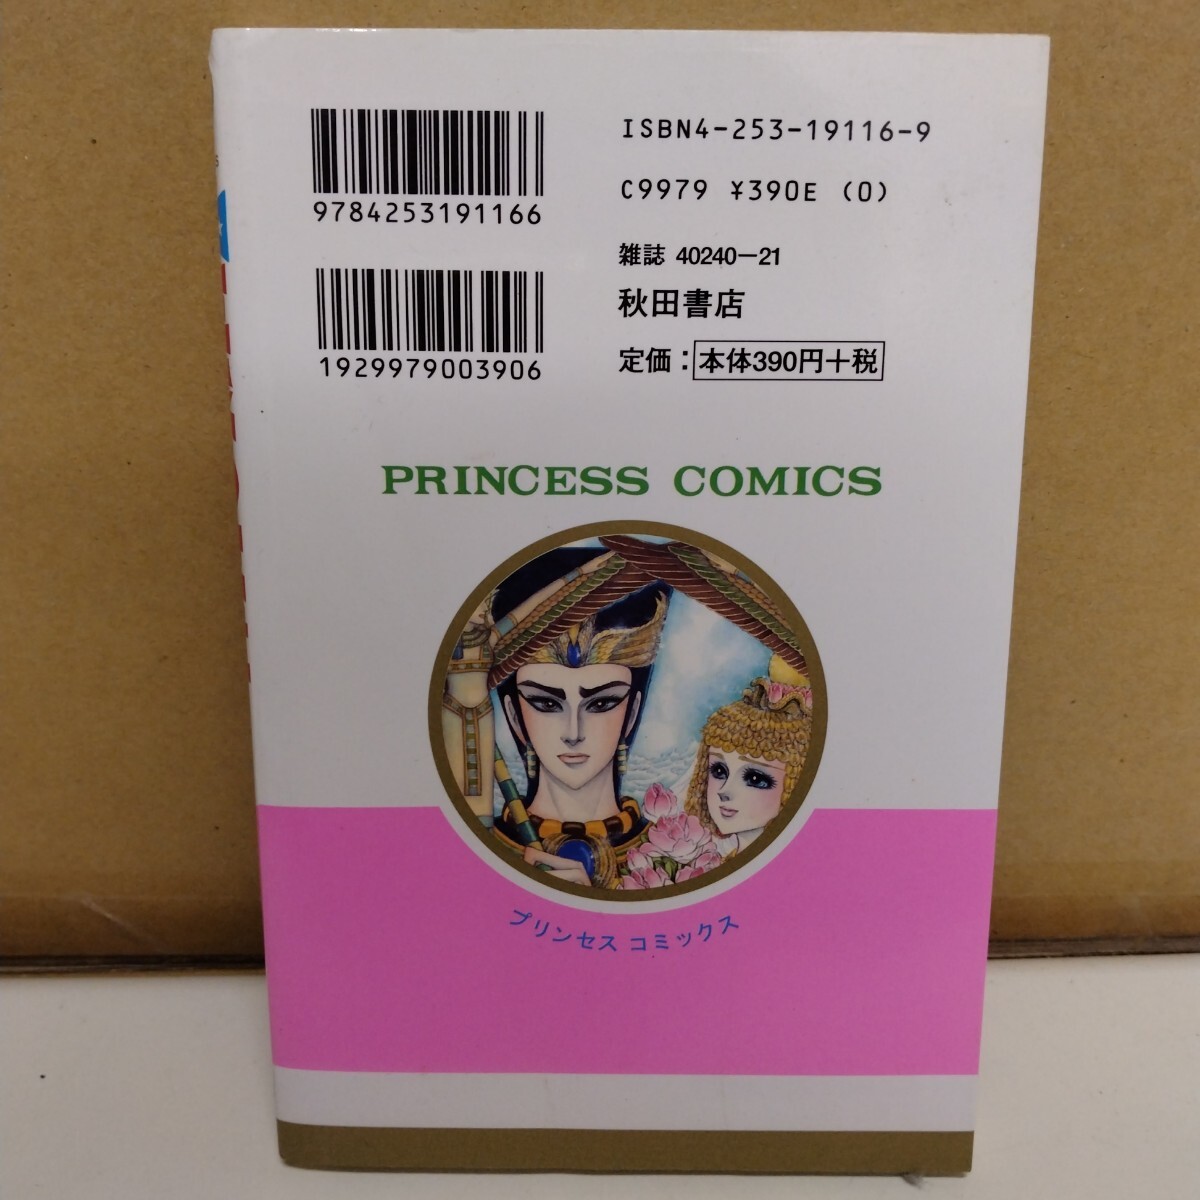 9784253191166
1929979003906
ISBN4-253-19116-9
C9979 ¥390E (0)
雑誌 40240-21
秋田書店
定価：本体390円+税
PRINCESS COMICS
プリンセス コミックス